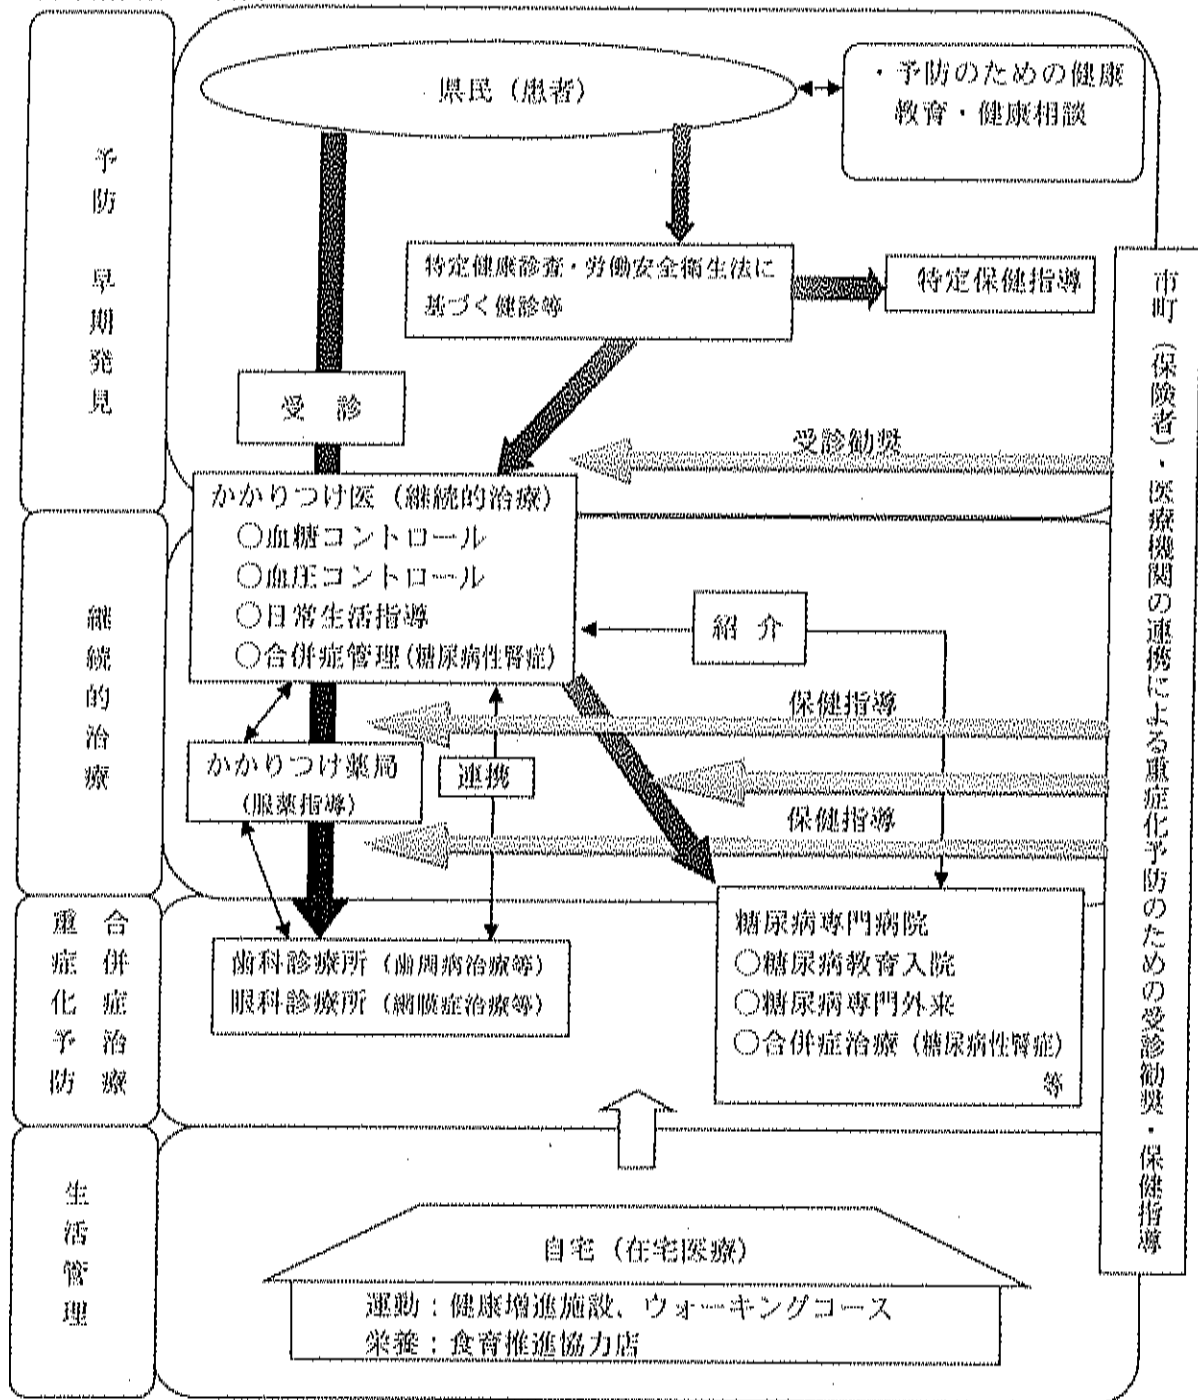 県民（患者）
・予防のための健康
教育・健康相談
予防　早期発見
特定健康診査・労働安全衛生法に
基づく健診等
特定保健指導
受　診
受診勧奨
かかりつけ医（継続的治療）
○血糖コントロール
○血圧コントロール
○日常生活指導
○合併症管理（糖尿病性腎症）
継続的治療
紹　介
保健指導
かかりつけ薬局
（服薬指導）
連携
保健指導
合併症治療
重症化予防
歯科診療所（歯周病治療等）
眼科診療所（網膜症治療等）
糖尿病専門病院
○糖尿病教育入院
○糖尿病専門外来
○合併症治療（糖尿病性腎症）
等
市町（保険者）・医療機関の連携による重症化予防のための受診勧奨・保健指導
生活管理
自宅（在宅医療）
運動：健康増進施設、ウォーキングコース
栄養：食育推進協力店